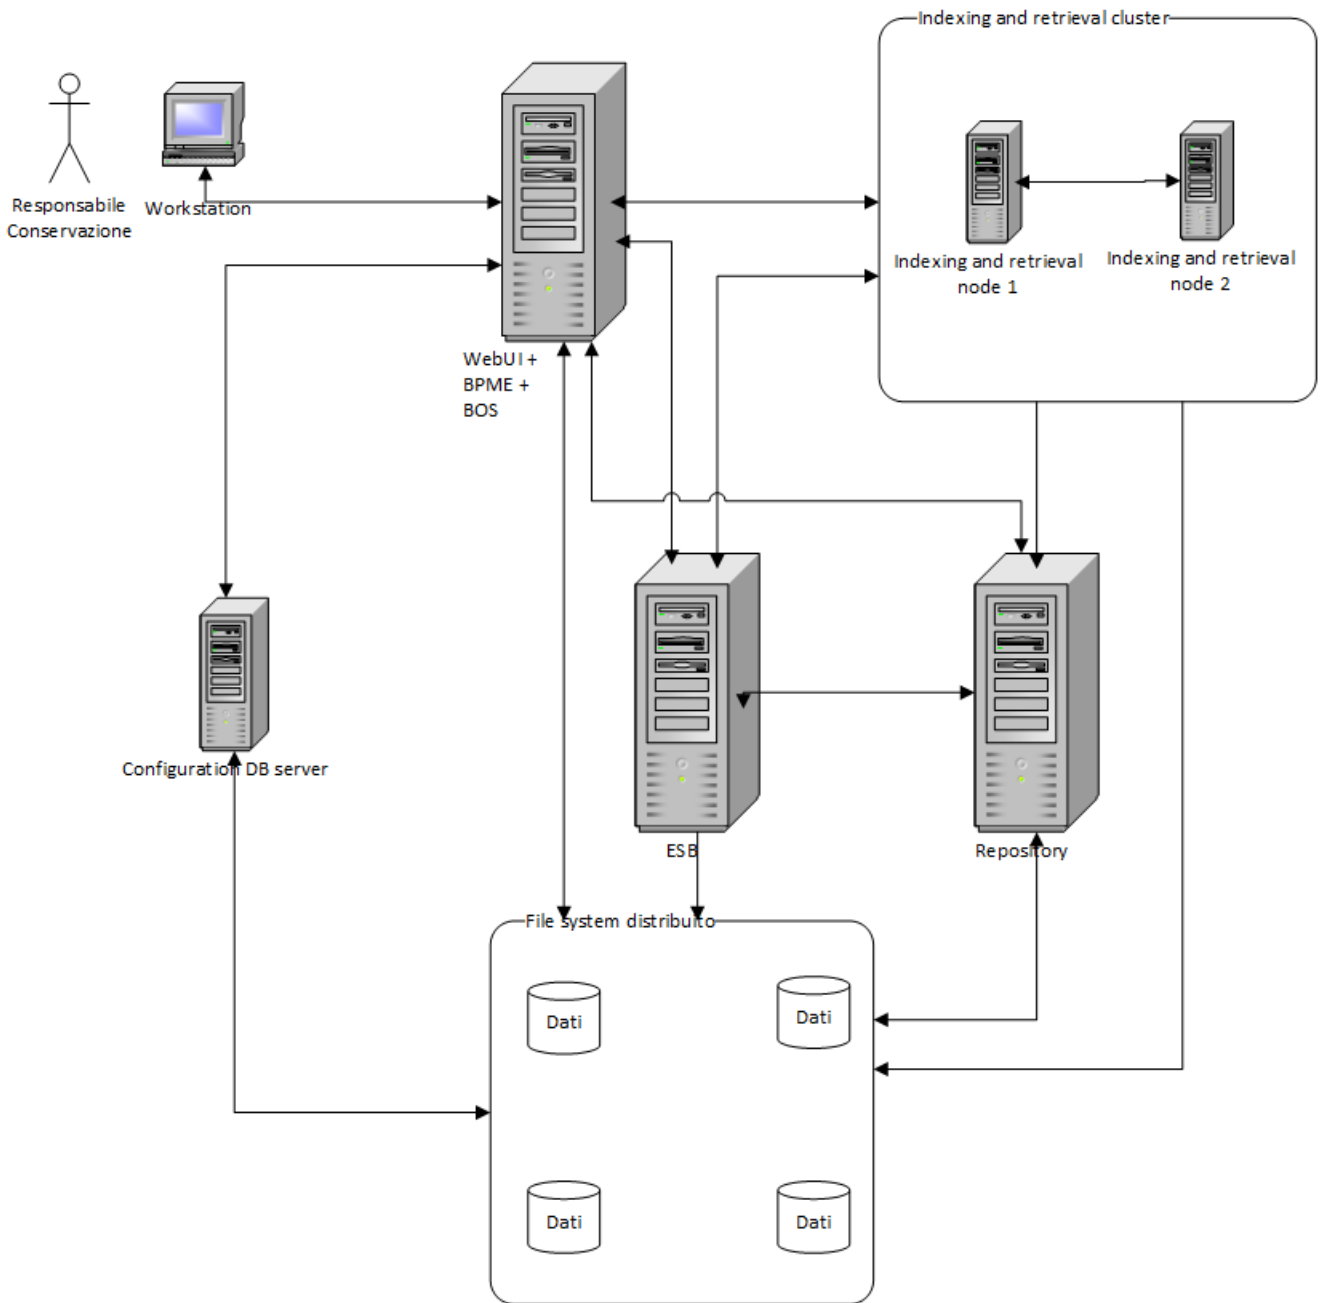 Indexing and retrieval cluster
Responsabile
Conservazione
Workstation
Indexing and retrieval
node 1
Indexing and retrieval
node 2
WebUI +
BPME +
BOS
Configuration DB server
ESB
Repository
File system distribuito
Dati
Dati
Dati
Dati